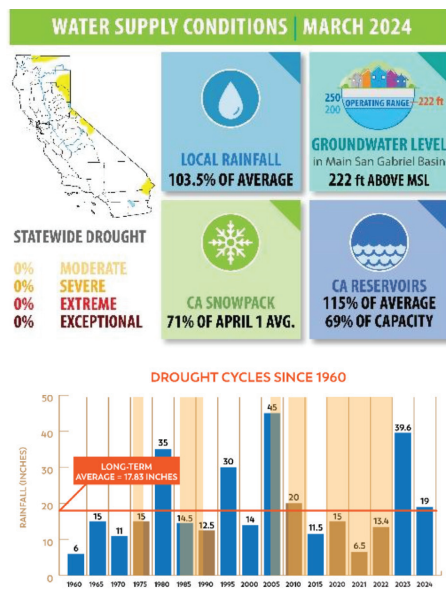 WATER SUPPLY CONDITIONS | MARCH 2024
STATEWIDE DROUGHT
0% MODERATE
0% SEVERE
0% EXTREME
0% EXCEPTIONAL
LOCAL RAINFALL
103.5% OF AVERAGE
250
200
OPERATING RANGE
222 ft
GROUNDWATER LEVEL
in Main San Gabriel Basin
222 ft ABOVE MSL
CA SNOWPACK
71% OF APRIL 1 AVG.
CA RESERVOIRS
115% OF AVERAGE
69% OF CAPACITY
DROUGHT CYCLES SINCE 1960
RAINFALL (INCHES)
50
40
30
20
10
0
LONG-TERM
AVERAGE = 17.83 INCHES
6 15 11 15 35 14.5 12.5 30 14 45 20 11.5 15 6.5 13.4 39.6 19
1960 1965 1970 1975 1980 1985 1990 1995 2000 2005 2010 2015 2020 2021 2022 2023 2024